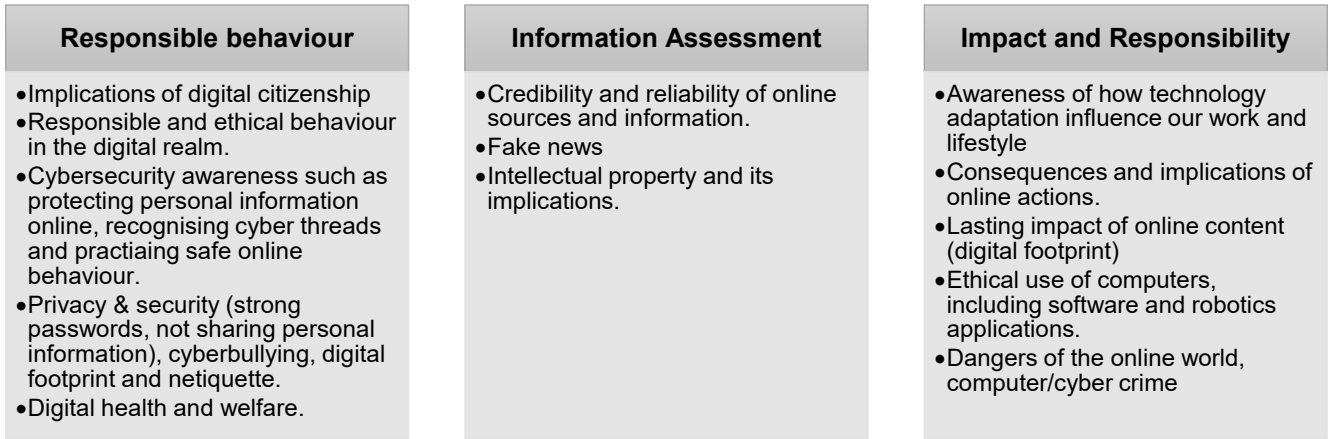 Responsible behaviour
•Implications of digital citizenship
•Responsible and ethical behaviour
in the digital realm.
•Cybersecurity awareness such as
protecting personal information
online, recognising cyber threads
and practiaing safe online
behaviour.
•Privacy & security (strong
passwords, not sharing personal
information), cyberbullying, digital
footprint and netiquette.
•Digital health and welfare.
Information Assessment
•Credibility and reliability of online
sources and information.
•Fake news
•Intellectual property and its
implications.
Impact and Responsibility
•Awareness of how technology
adaptation influence our work and
lifestyle
•Consequences and implications of
online actions.
•Lasting impact of online content
(digital footprint)
•Ethical use of computers,
including software and robotics
applications.
•Dangers of the online world,
computer/cyber crime